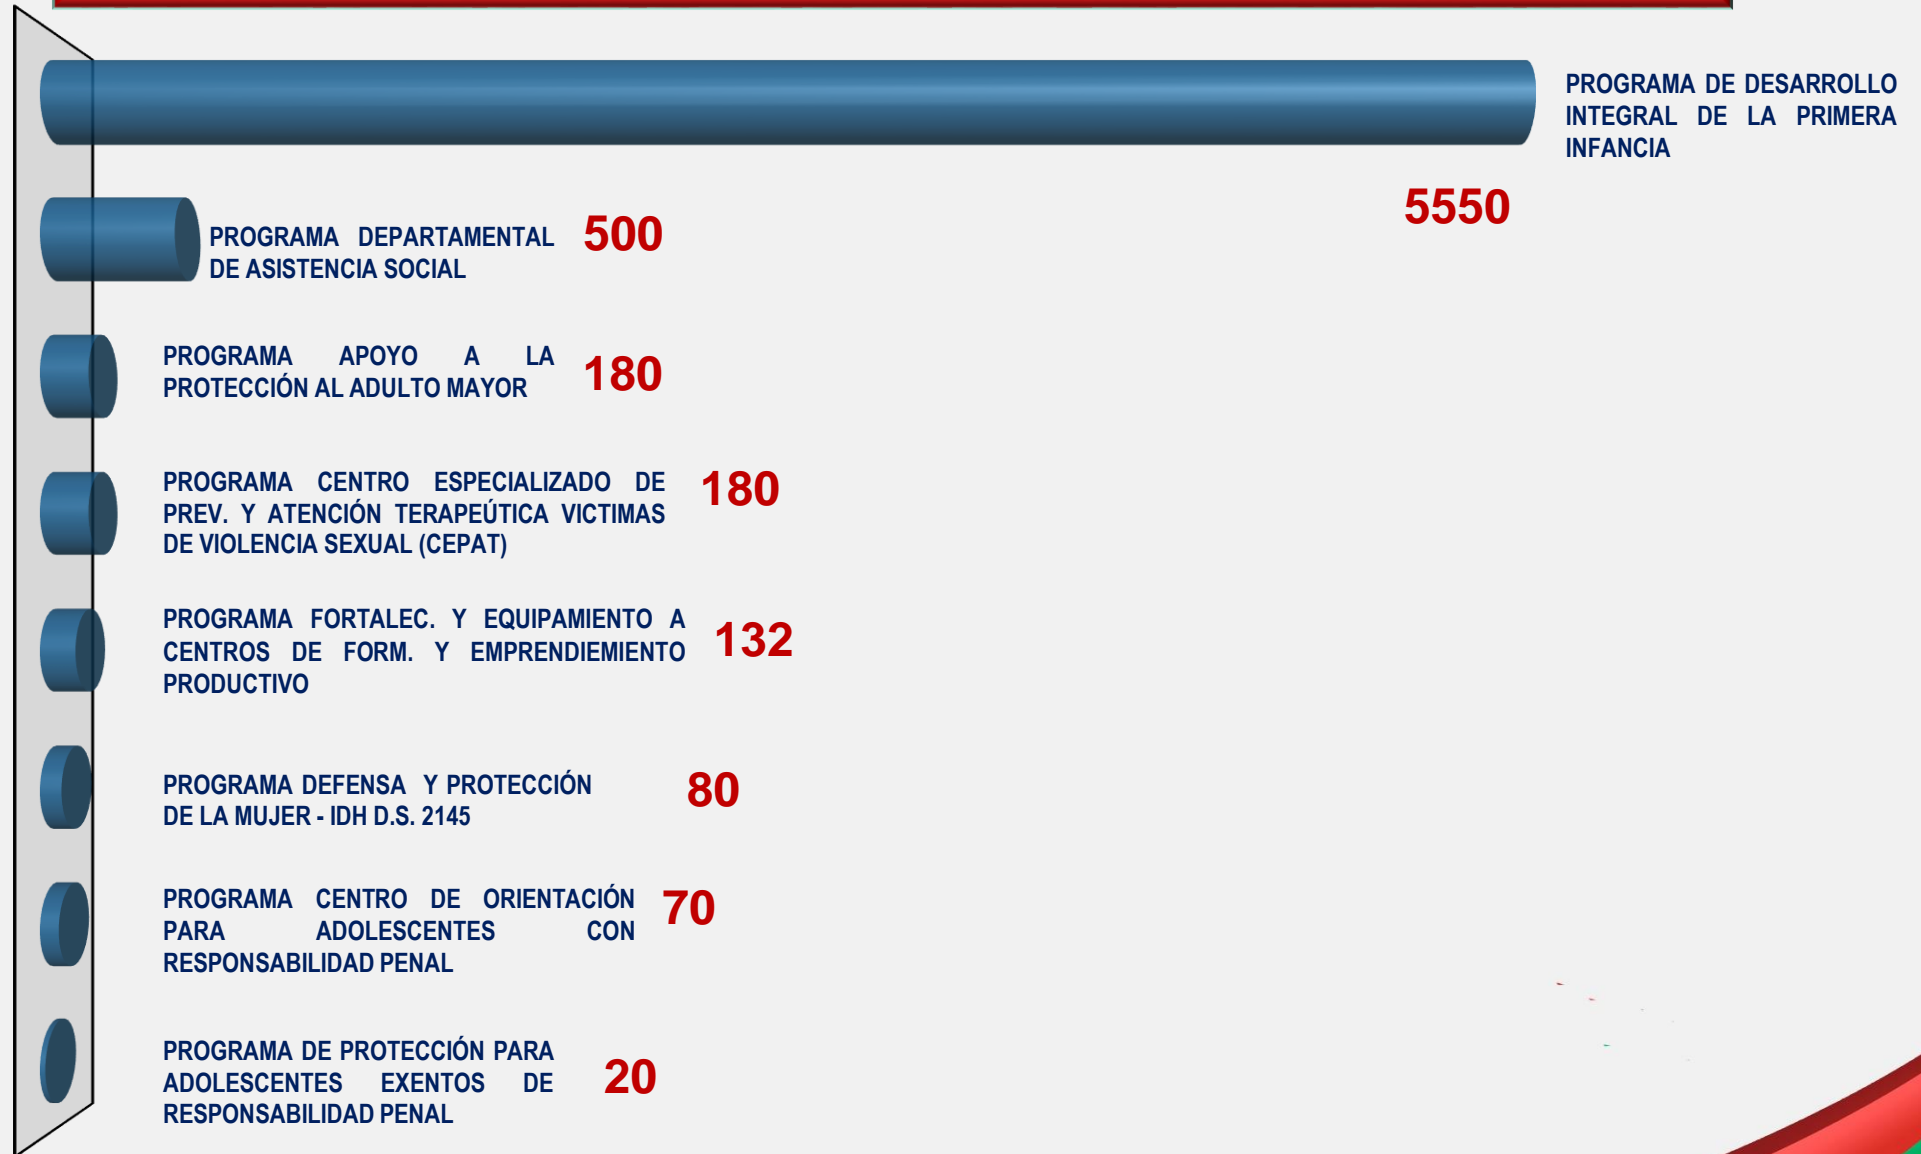 PROGRAMA DE DESARROLLO
INTEGRAL DE LA PRIMERA
INFANCIA
5550
PROGRAMA DEPARTAMENTAL
DE ASISTENCIA SOCIAL
500
PROGRAMA APOYO A LA
PROTECCIÓN AL ADULTO MAYOR
180
PROGRAMA CENTRO ESPECIALIZADO DE
PREV. Y ATENCIÓN TERAPEÚTICA VICTIMAS
DE VIOLENCIA SEXUAL (CEPAT)
180
PROGRAMA FORTALEC. Y EQUIPAMIENTO A
CENTROS DE FORM. Y EMPRENDIEMIENTO
PRODUCTIVO
132
PROGRAMA DEFENSA Y PROTECCIÓN
DE LA MUJER - IDH D.S. 2145
80
PROGRAMA CENTRO DE ORIENTACIÓN
PARA ADOLESCENTES CON
RESPONSABILIDAD PENAL
70
PROGRAMA DE PROTECCIÓN PARA
ADOLESCENTES EXENTOS DE
RESPONSABILIDAD PENAL
20